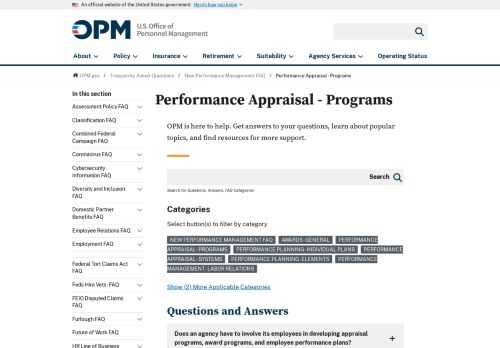 An official website of the United States government Here's how you know
OPM U.S. Office of
Personnel Management
About Policy Insurance Retirement Suitability Agency Services Operating Status
OPM.gov / Frequently Asked Questions / New Performance Management FAQ / Performance Appraisal - Programs
In this section
Assessment Policy FAQ
Classification FAQ
Combined Federal
Campaign FAQ
Coronavirus FAQ
Cybersecurity
Information FAQ
Diversity and Inclusion
FAQ
Domestic Partner
Benefits FAQ
Employee Relations FAQ
Employment FAQ
Federal Tort Claims Act
FAQ
Feds Hire Vets- FAQ
FEIO Disputed Claims
FAQ
Furlough FAQ
Future of Work FAQ
HR Line of Business
Performance Appraisal - Programs
OPM is here to help. Get answers to your questions, learn about popular
topics, and find resources for more support.
Search
Search for Questions, Answers, FAQ Categories
Categories
Select button(s) to filter by category
NEW PERFORMANCE MANAGEMENT FAQ AWARDS - GENERAL PERFORMANCE
APPRAISAL - PROGRAMS PERFORMANCE PLANNING - INDIVIDUAL PLANS PERFORMANCE
APPRAISAL - SYSTEMS PERFORMANCE PLANNING - ELEMENTS PERFORMANCE
MANAGEMENT - LABOR RELATIONS
Show (2) More Applicable Categories
Questions and Answers
Does an agency have to involve its employees in developing appraisal
programs, award programs, and employee performance plans?